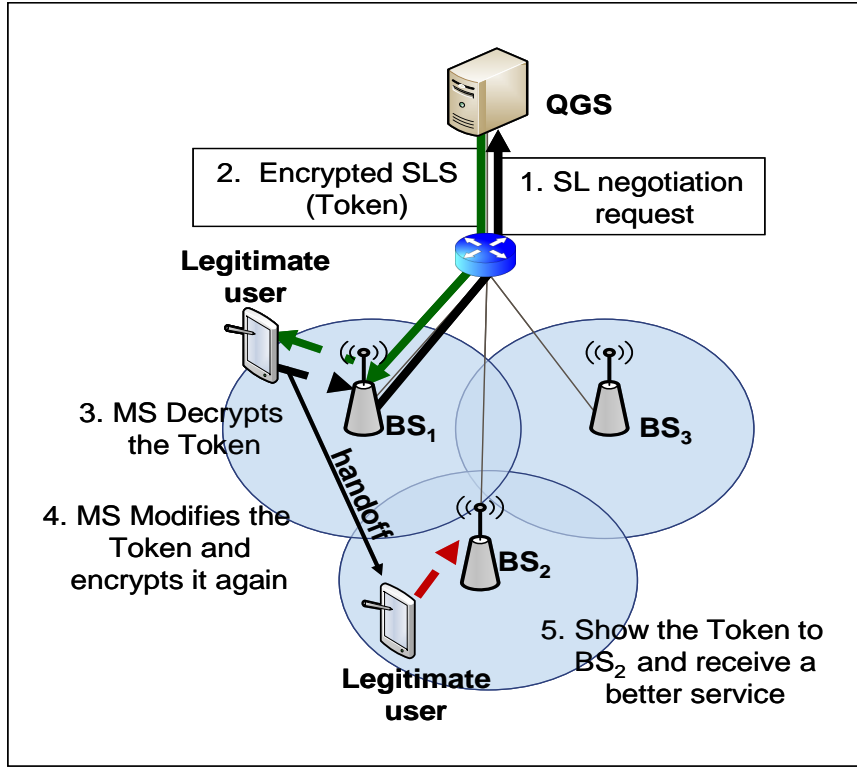 QGS
2. Encrypted SLS
(Token)
1. SL negotiation
request
Legitimate
user
3. MS Decrypts
the Token
BS₁
BS₃
handoff
4. MS Modifies the
Token and
encrypts it again
BS₂
5. Show the Token to
BS₂ and receive a
better service
Legitimate
user